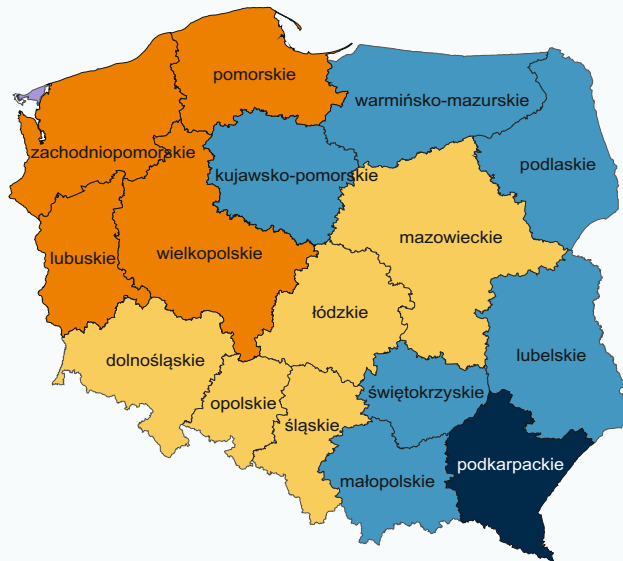 pomorskie
warmińsko-mazurskie
zachodniopomorskie
podlaskie
kujawsko-pomorskie
mazowieckie
lubuskie
wielkopolskie
łódzkie
dolnośląskie
lubelskie
świętokrzyskie
opolskie
śląskie
podkarpackie
małopolskie